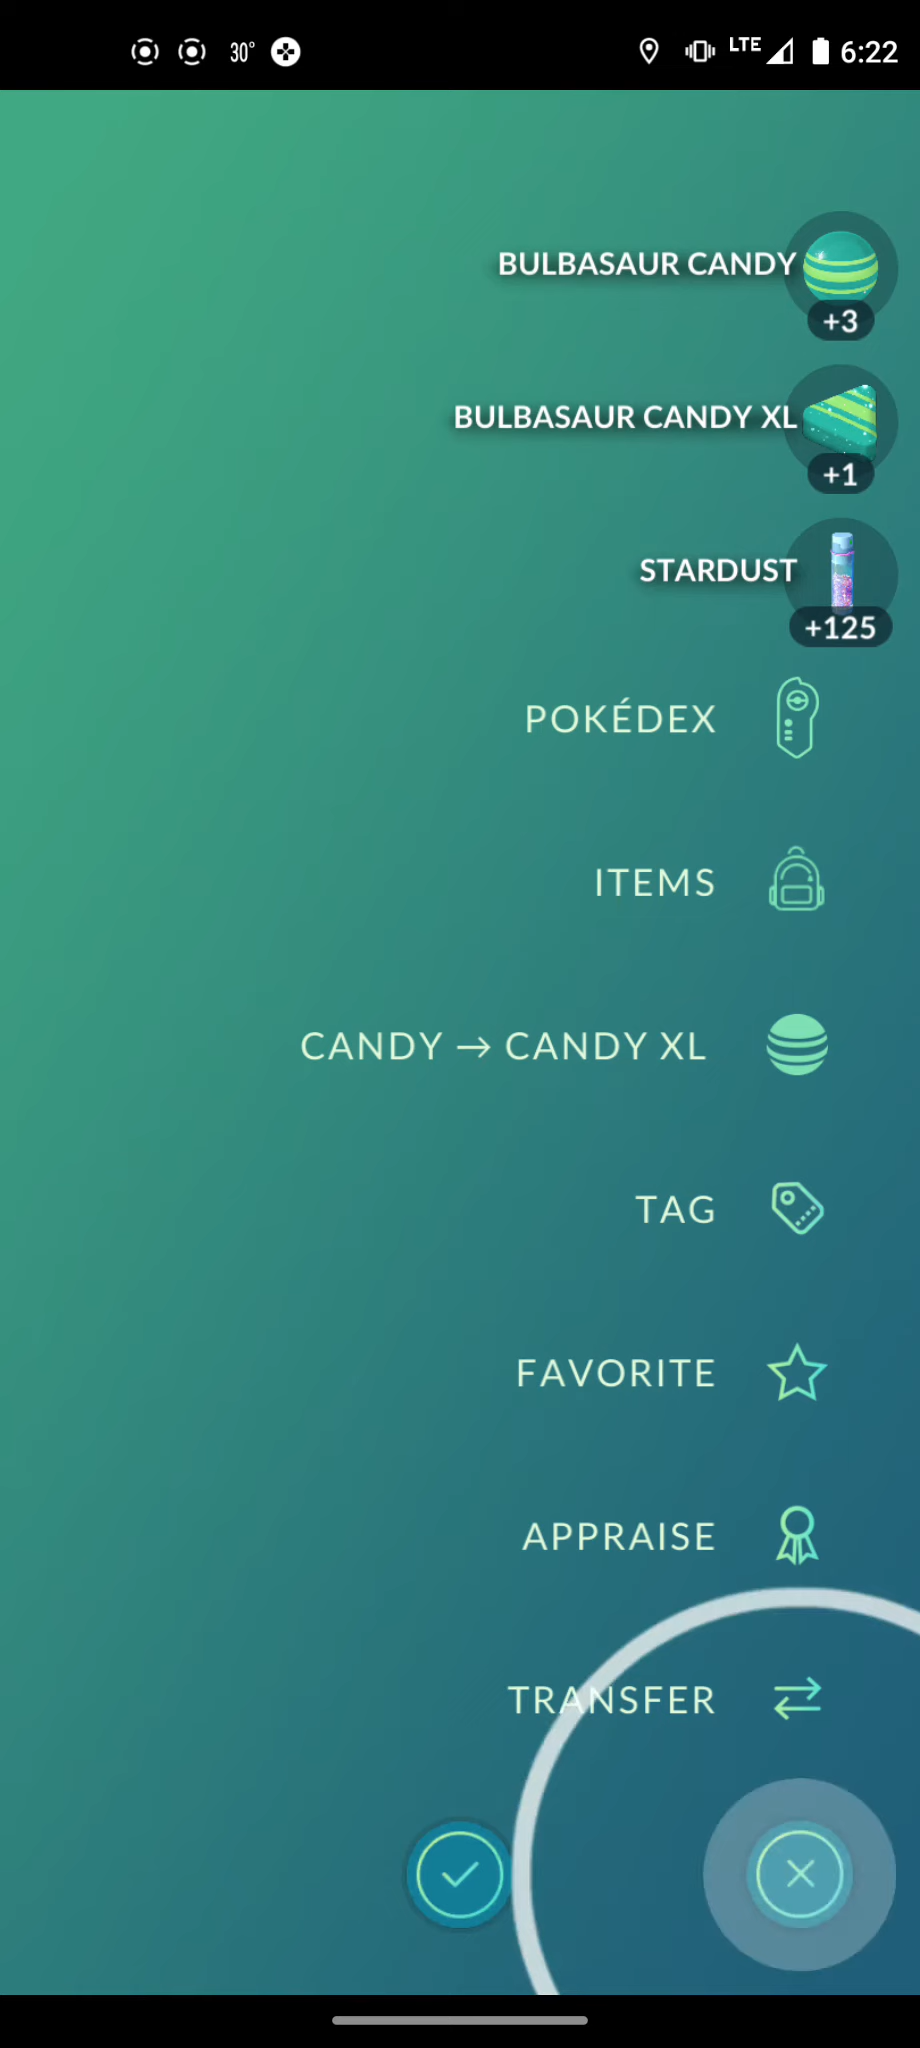 30°
LTE
6:22
BULBASAUR CANDY
+3
BULBASAUR CANDY XL
+1
STARDUST
+125
POKÉDEX
ITEMS
CANDY → CANDY XL
TAG
FAVORITE
APPRAISE
TRANSFER